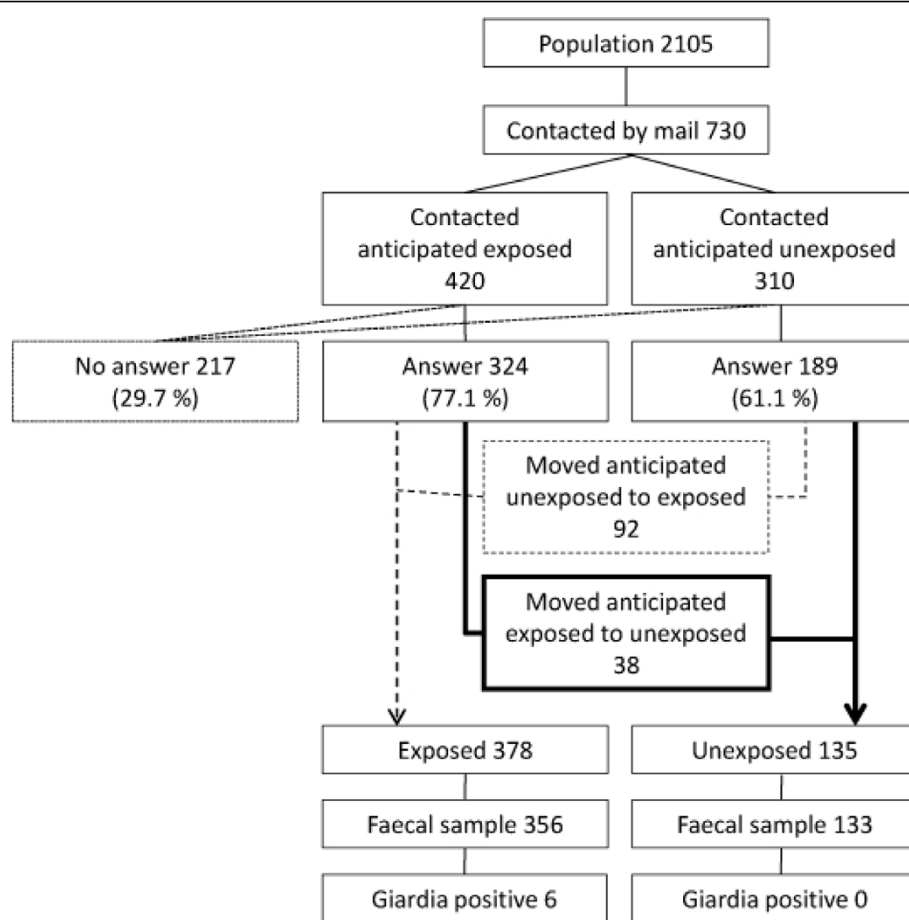 Population 2105
Contacted by mail 730
Contacted
anticipated exposed
420
Contacted
anticipated unexposed
310
No answer 217
(29.7 %)
Answer 324
(77.1 %)
Answer 189
(61.1 %)
Moved anticipated
unexposed to exposed
92
Moved anticipated
exposed to unexposed
38
Exposed 378
Unexposed 135
Faecal sample 356
Faecal sample 133
Giardia positive 6
Giardia positive 0